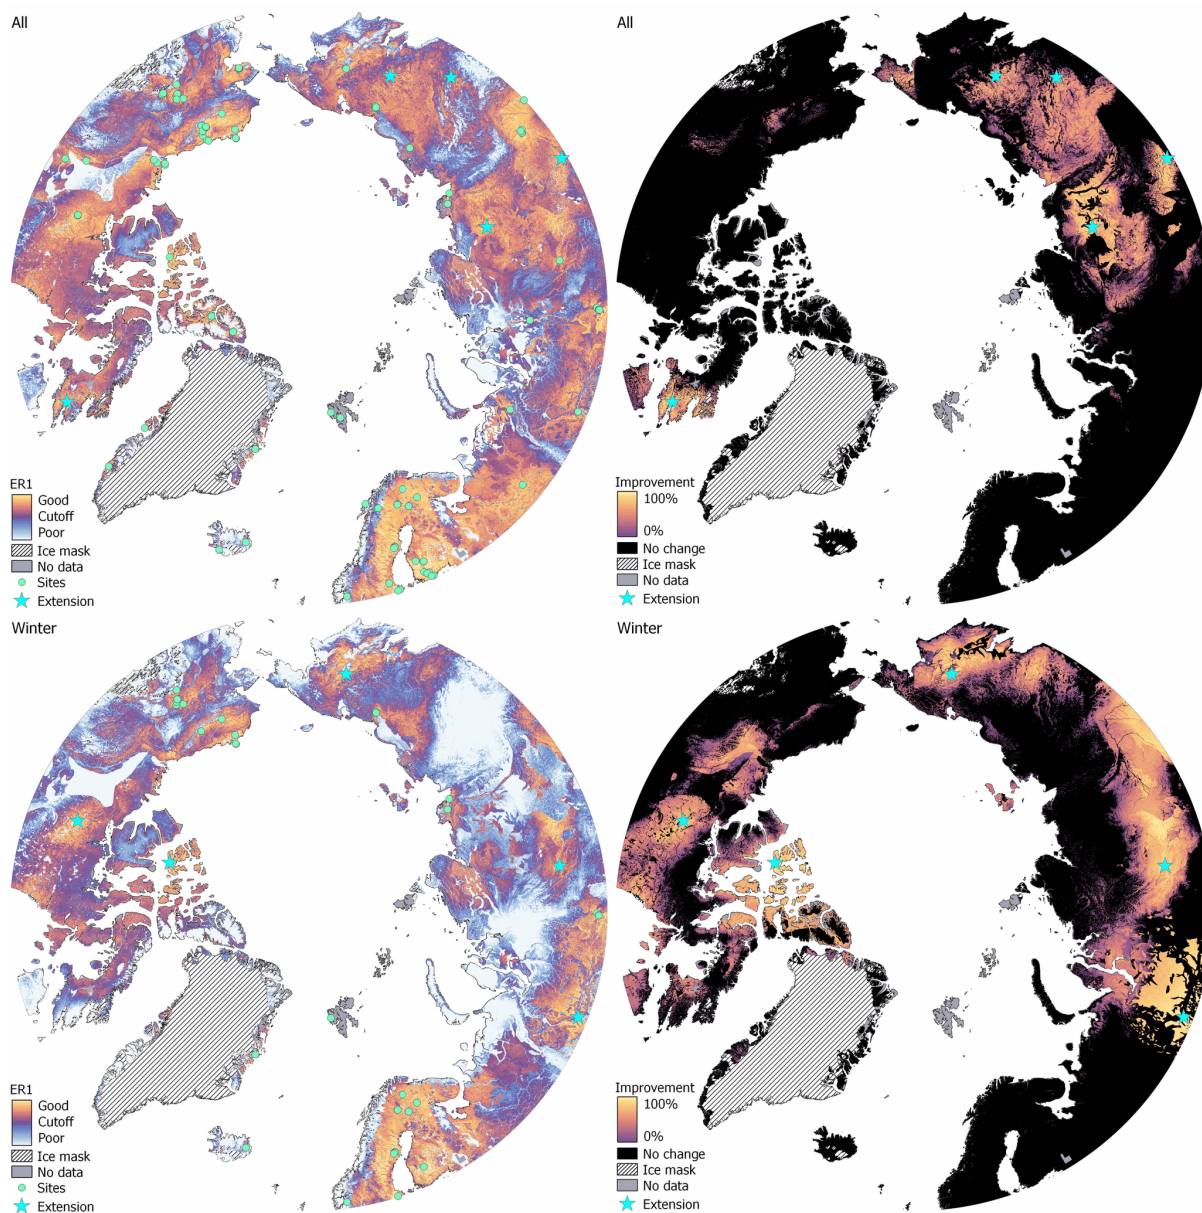 All
ER1
Good
Cutoff
Poor
Ice mask
No data
Sites
Extension
All
Improvement
100%
0%
No change
Ice mask
No data
Extension
Winter
ER1
Good
Cutoff
Poor
Ice mask
No data
Sites
Extension
Winter
Improvement
100%
0%
No change
Ice mask
No data
Extension